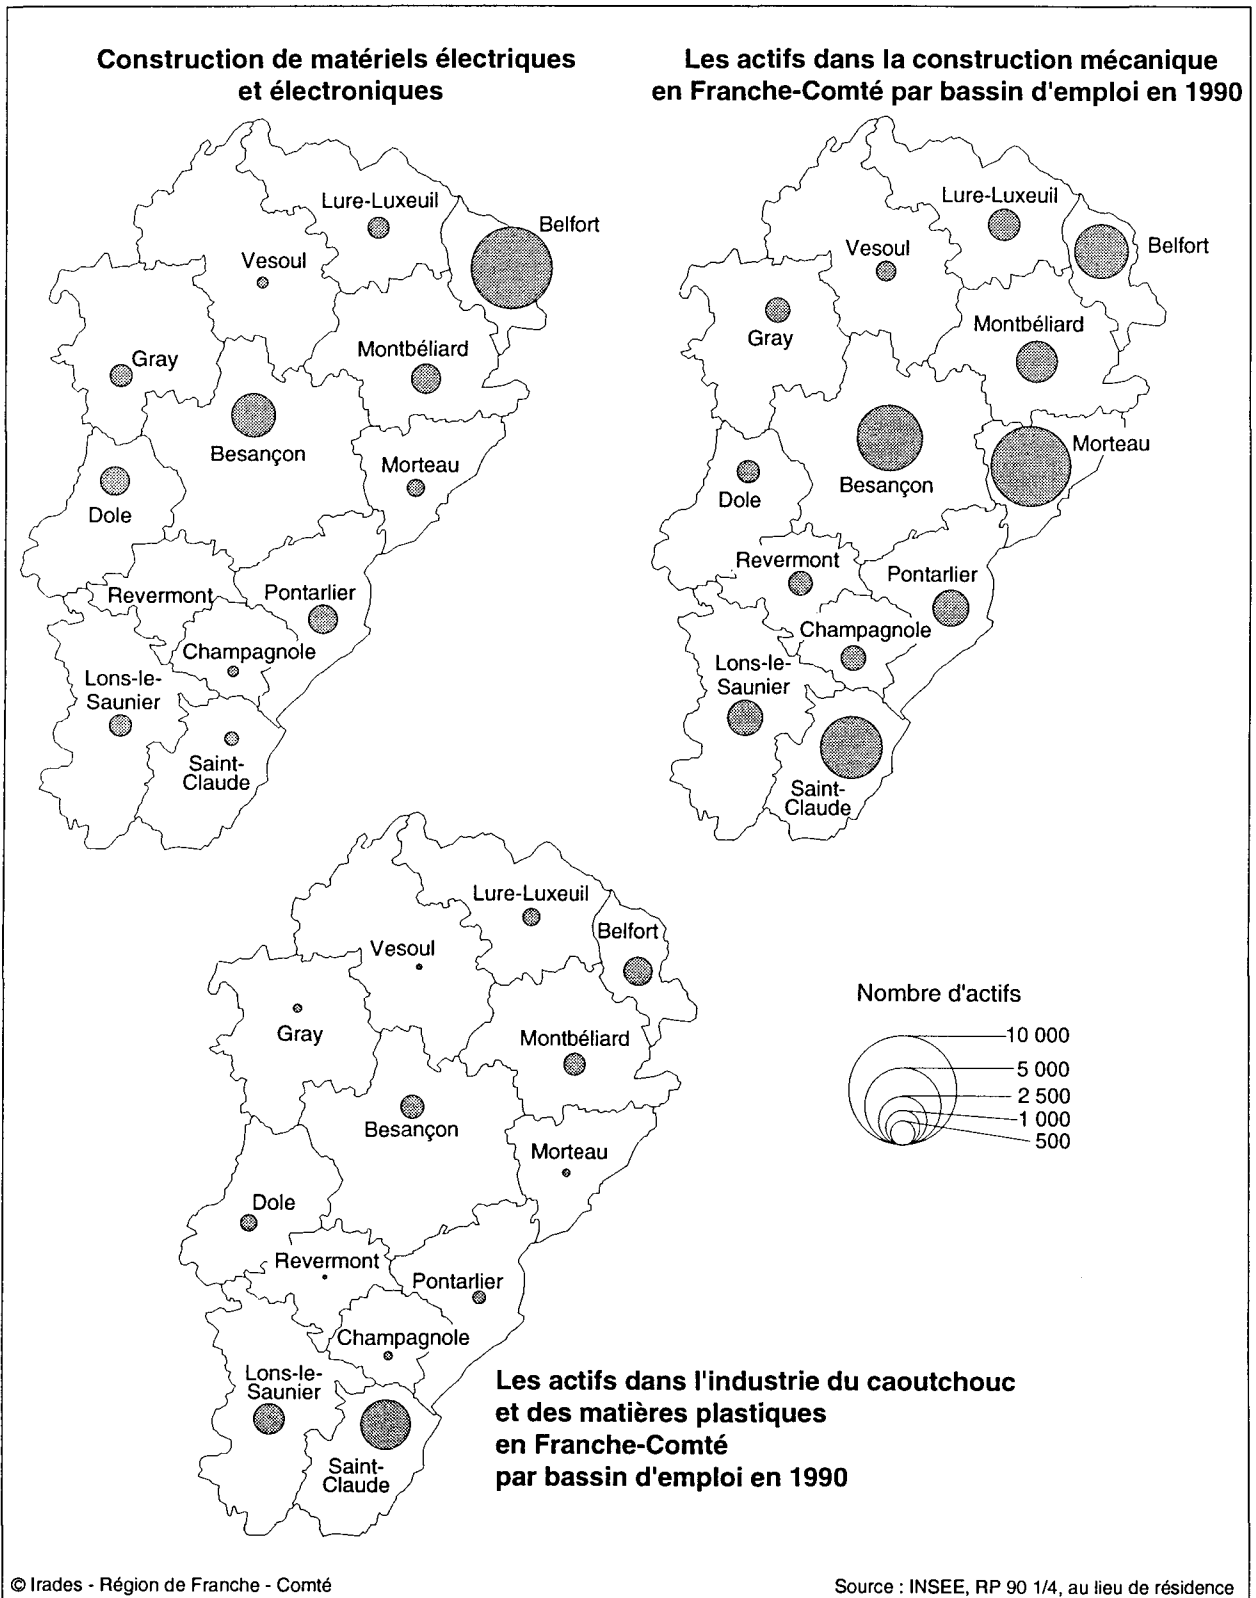 Construction de matériels électriques
et électroniques
Lure-Luxeuil
Belfort
Vesoul
Gray
Montbéliard
Besançon
Morteau
Dole
Revermont
Pontarlier
Champagnole
Lons-le-
Saunier
Saint-
Claude
Les actifs dans la construction mécanique
en Franche-Comté par bassin d'emploi en 1990
Lure-Luxeuil
Belfort
Vesoul
Gray
Montbéliard
Morteau
Besançon
Dole
Revermont
Pontarlier
Champagnole
Lons-le-
Saunier
Saint-
Claude
Lure-Luxeuil
Belfort
Vesoul
Gray
Montbéliard
Besançon
Morteau
Dole
Revermont
Pontarlier
Champagnole
Lons-le-
Saunier
Saint-
Claude
Nombre d'actifs
10 000
5 000
2 500
1 000
500
Les actifs dans l'industrie du caoutchouc
et des matières plastiques
en Franche-Comté
par bassin d'emploi en 1990
© Irades - Région de Franche - Comté
Source : INSEE, RP 90 1/4, au lieu de résidence